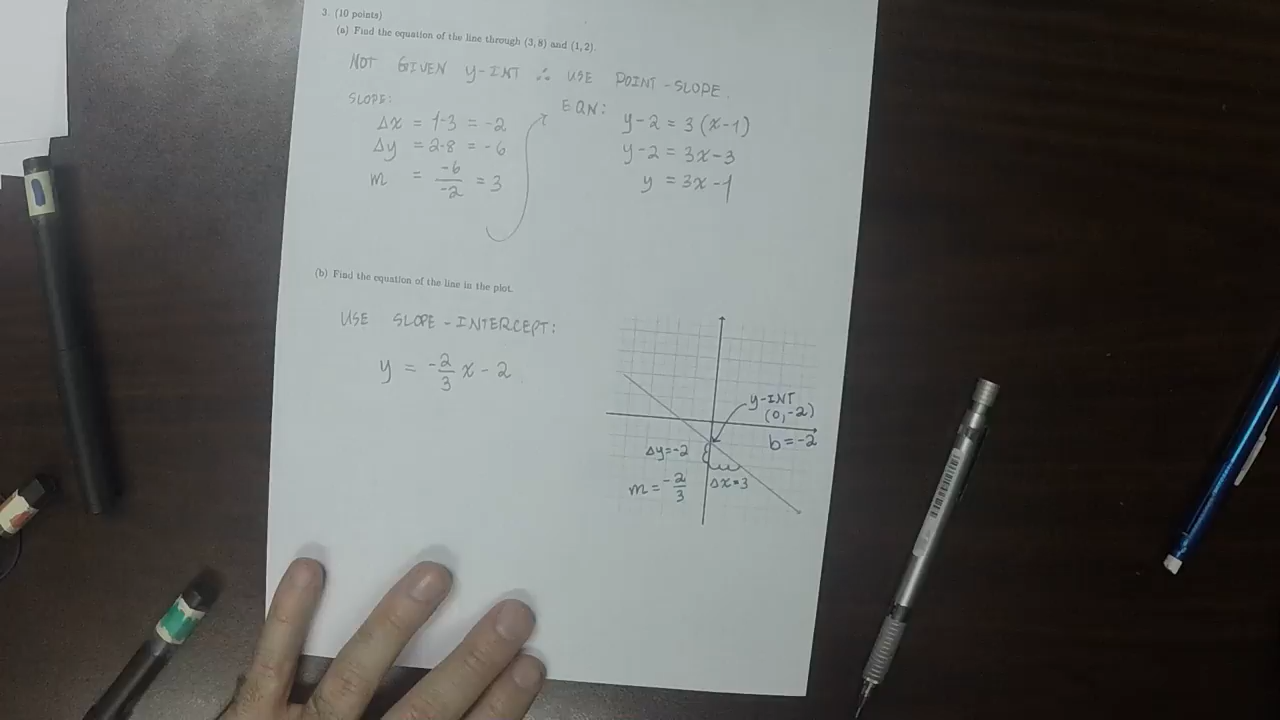 3. (10 points)
(a) Find the equation of the line through (3, 8) and (1, 2).
NOT GIVEN y-INT ∴ USE POINT-SLOPE.
SLOPE:
Δx = 1-3 = -2
Δy = 2-8 = -6
m = -6/-2 = 3
EQN:
y-2 = 3(x-1)
y-2 = 3x-3
y = 3x-1
(b) Find the equation of the line in the plot.
USE SLOPE-INTERCEPT:
y = -2/3 x - 2
y-INT
(0,-2)
b=-2
Δy=-2
Δx=3
m = -2/3